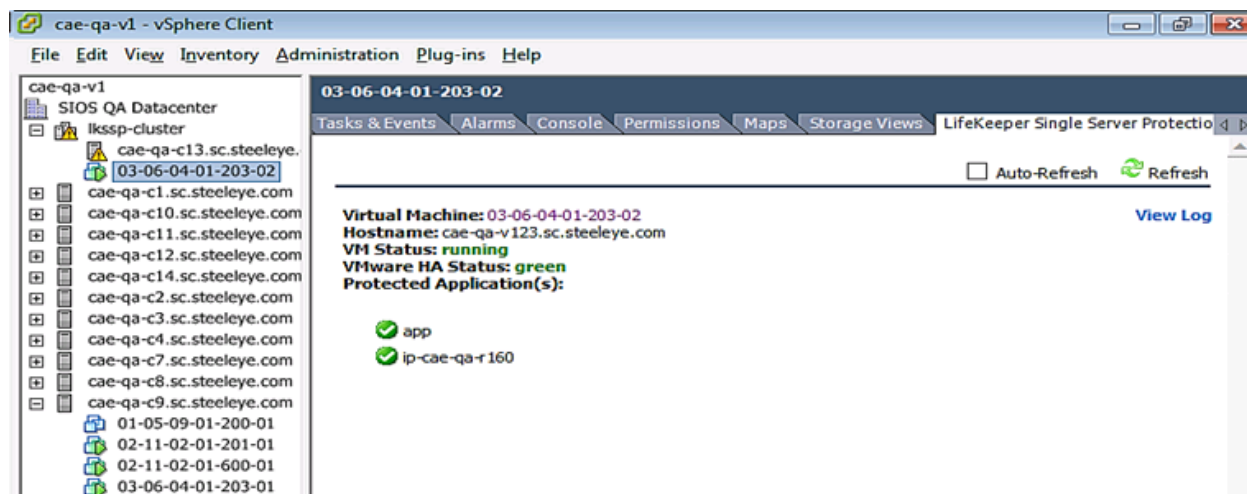 cae-qa-v1 - vSphere Client
File Edit View Inventory Administration Plug-ins Help
cae-qa-v1
SIOS QA Datacenter
lkssp-cluster
cae-qa-c13.sc.steeleye.
03-06-04-01-203-02
cae-qa-c1.sc.steeleye.com
cae-qa-c10.sc.steeleye.com
cae-qa-c11.sc.steeleye.com
cae-qa-c12.sc.steeleye.com
cae-qa-c14.sc.steeleye.com
cae-qa-c2.sc.steeleye.com
cae-qa-c3.sc.steeleye.com
cae-qa-c4.sc.steeleye.com
cae-qa-c7.sc.steeleye.com
cae-qa-c8.sc.steeleye.com
cae-qa-c9.sc.steeleye.com
01-05-09-01-200-01
02-11-02-01-201-01
02-11-02-01-600-01
03-06-04-01-203-01
03-06-04-01-203-02
Tasks & Events Alarms Console Permissions Maps Storage Views LifeKeeper Single Server Protectio
Auto-Refresh Refresh
Virtual Machine: 03-06-04-01-203-02 View Log
Hostname: cae-qa-v123.sc.steeleye.com
VM Status: running
VMware HA Status: green
Protected Application(s):
app
ip-cae-qa-r160